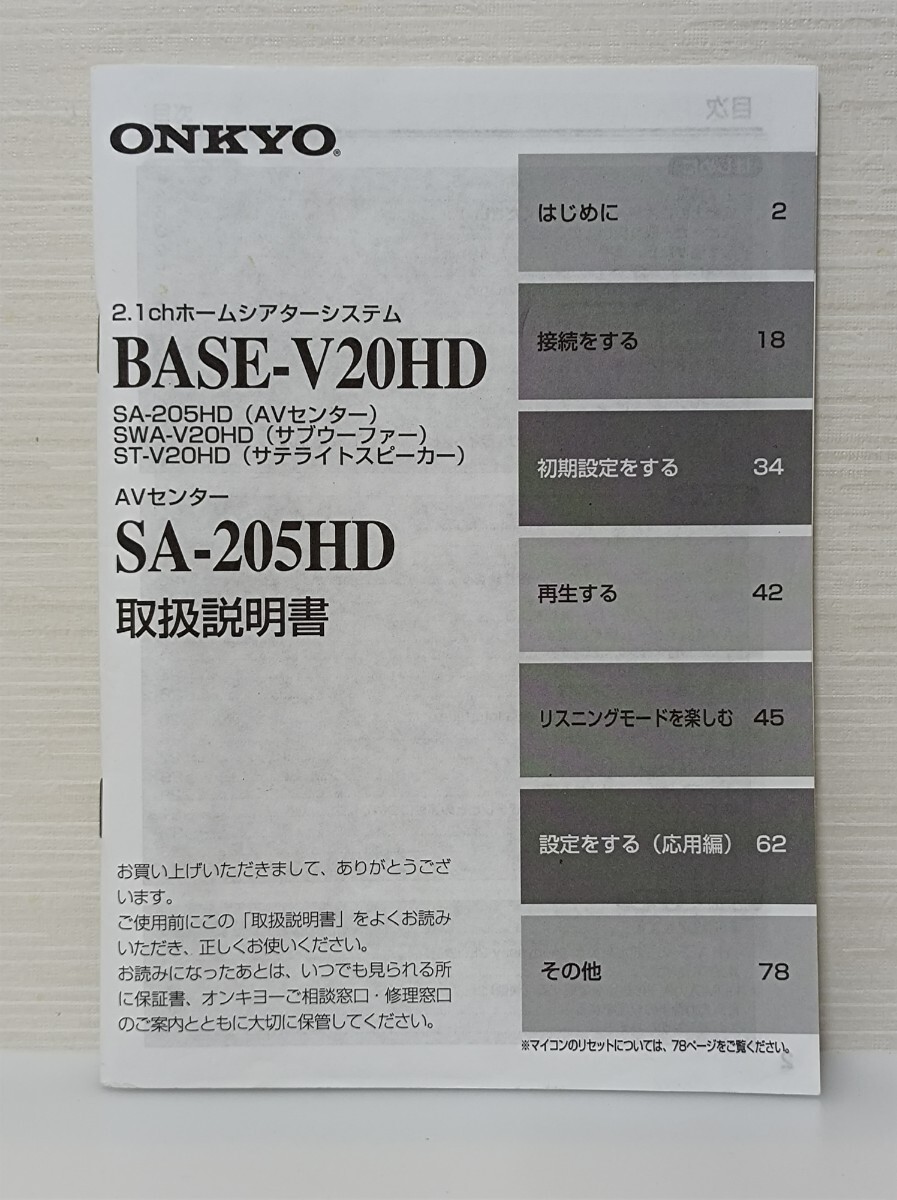 ONKYO®
2.1chホームシアターシステム
BASE-V20HD
SA-205HD（AVセンター）
SWA-V20HD（サブウーファー）
ST-V20HD（サテライトスピーカー）
AVセンター
SA-205HD
取扱説明書
お買い上げいただきまして、ありがとうござ
います。
ご使用前にこの「取扱説明書」をよくお読み
いただき、正しくお使いください。
お読みになったあとは、いつでも見られる所
に保証書、オンキヨーご相談窓口・修理窓口
のご案内とともに大切に保管してください。
はじめに 2
接続をする 18
初期設定をする 34
再生する 42
リスニングモードを楽しむ 45
設定をする（応用編） 62
その他 78
※マイコンのリセットについては、78ページをご覧ください。
目次
はじめに
2